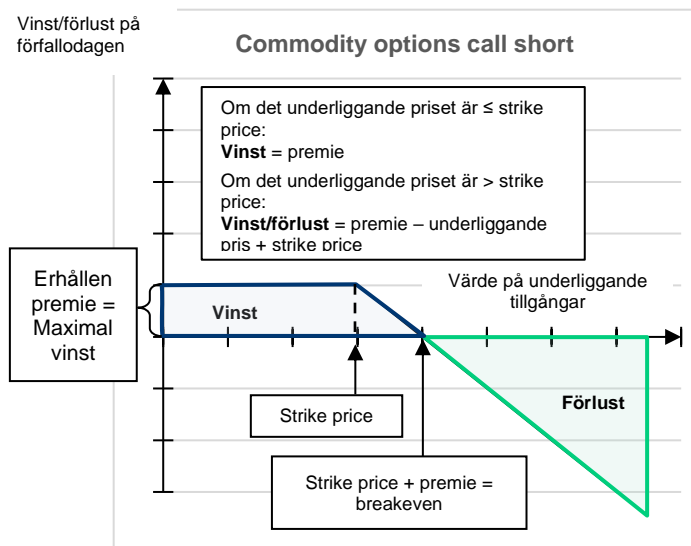 Vinst/förlust på
förfallodagen
Commodity options call short
Om det underliggande priset är ≤ strike
price:
Vinst = premie
Om det underliggande priset är > strike
price:
Vinst/förlust = premie – underliggande
pris + strike price
Erhållen
premie =
Maximal
vinst
Värde på underliggande
tillgångar
Vinst
Förlust
Strike price
Strike price + premie =
breakeven